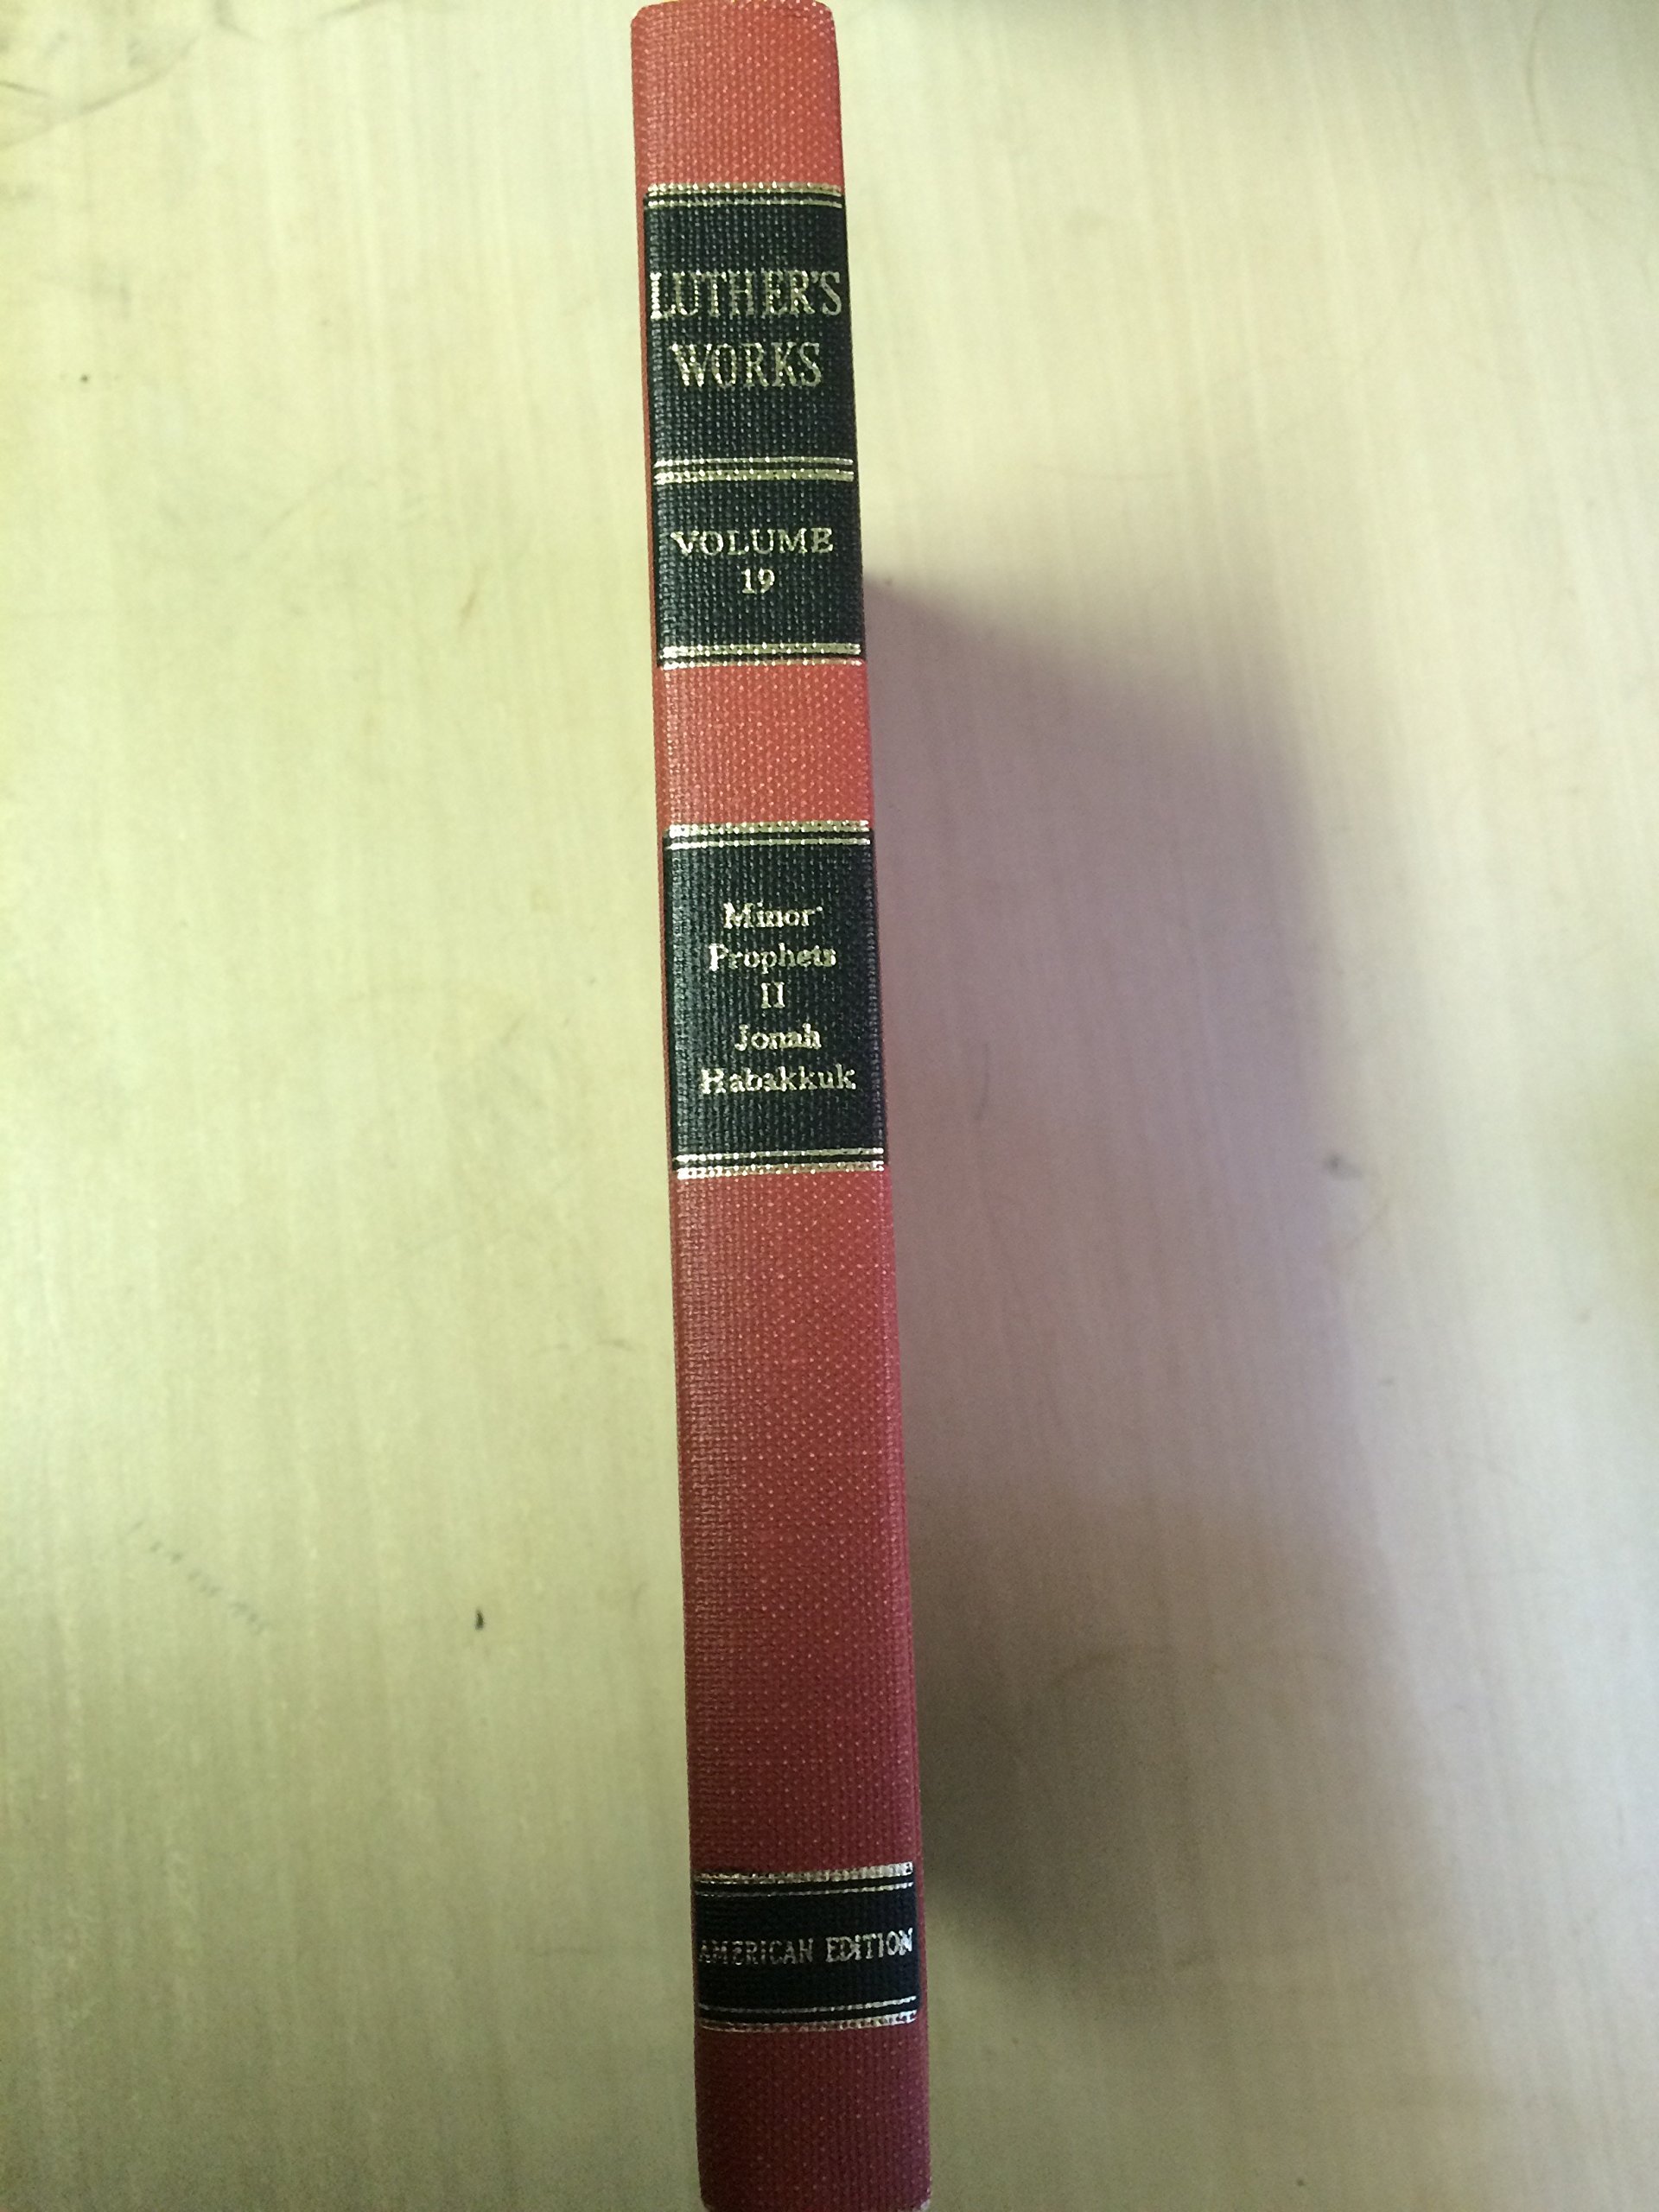 LUTHER'S
WORKS
VOLUME
19
Minor
Prophets
II
Jonah
Habakkuk
AMERICAN EDITION